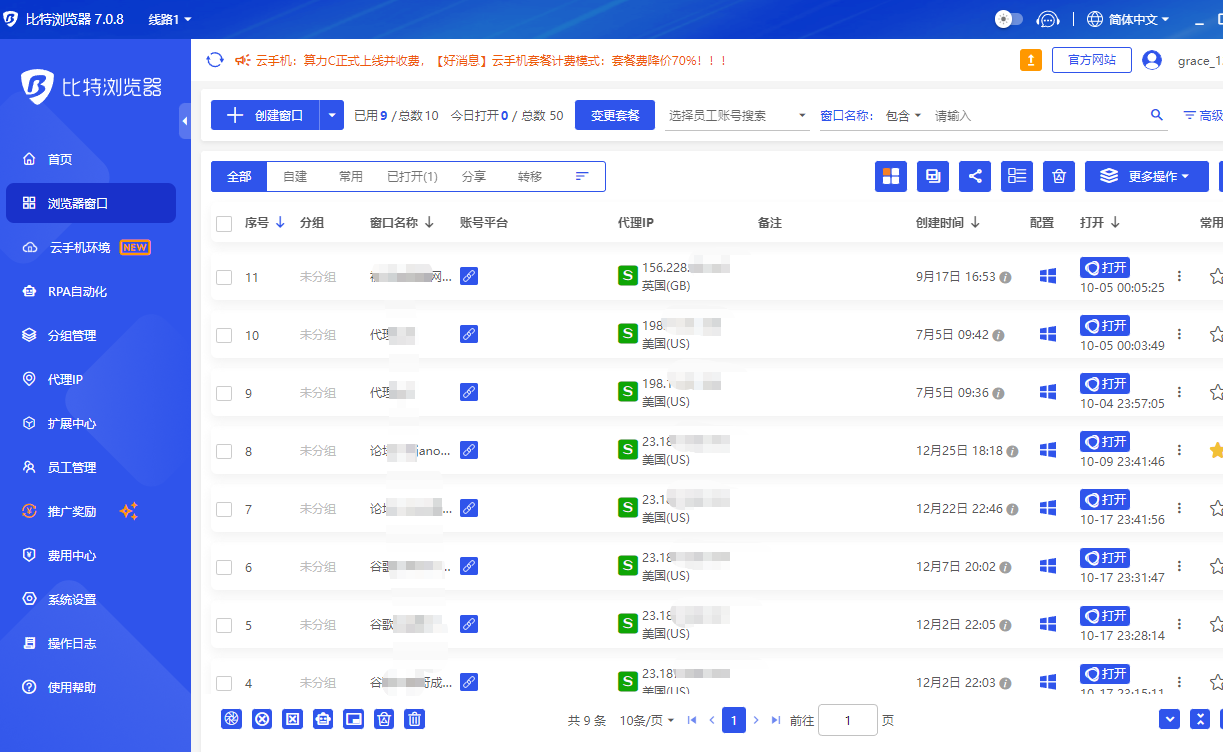 比特浏览器 7.0.8 线路1 简体中文
比特浏览器
首页
浏览器窗口
云手机环境 NEW
RPA自动化
分组管理
代理IP
扩展中心
员工管理
推广奖励
费用中心
系统设置
操作日志
使用帮助
云手机：算力C正式上线并收费，【好消息】云手机套餐计费模式：套餐费降价70%！！！ 官方网站 grace_1
创建窗口 已用9 / 总数10 今日打开0 / 总数 50 变更套餐 选择员工账号搜索 窗口名称： 包含 请输入 高级
全部 自建 常用 已打开(1) 分享 转移 更多操作
序号 分组 窗口名称 账号平台 代理IP 备注 创建时间 配置 打开 常用
11 未分组 网... S 156.228. 9月17日 16:53 打开
英国(GB) 10-05 00:05:25
10 未分组 代理 S 198. 7月5日 09:42 打开
美国(US) 10-05 00:03:49
9 未分组 代理 S 198. 7月5日 09:36 打开
美国(US) 10-04 23:57:05
8 未分组 论坛 jano... S 23.18 12月25日 18:18 打开
美国(US) 10-09 23:41:46
7 未分组 论坛 ... S 23.18 12月22日 22:46 打开
美国(US) 10-17 23:41:56
6 未分组 谷歌 ... S 23.18 12月7日 20:02 打开
美国(US) 10-17 23:31:47
5 未分组 谷歌 S 23.18 12月2日 22:05 打开
美国(US) 10-17 23:28:14
4 未分组 谷 成... S 23.18 12月2日 22:03 打开
美国(US) 10-17 23:15:11
共 9 条 10条/页 1 前往 1 页